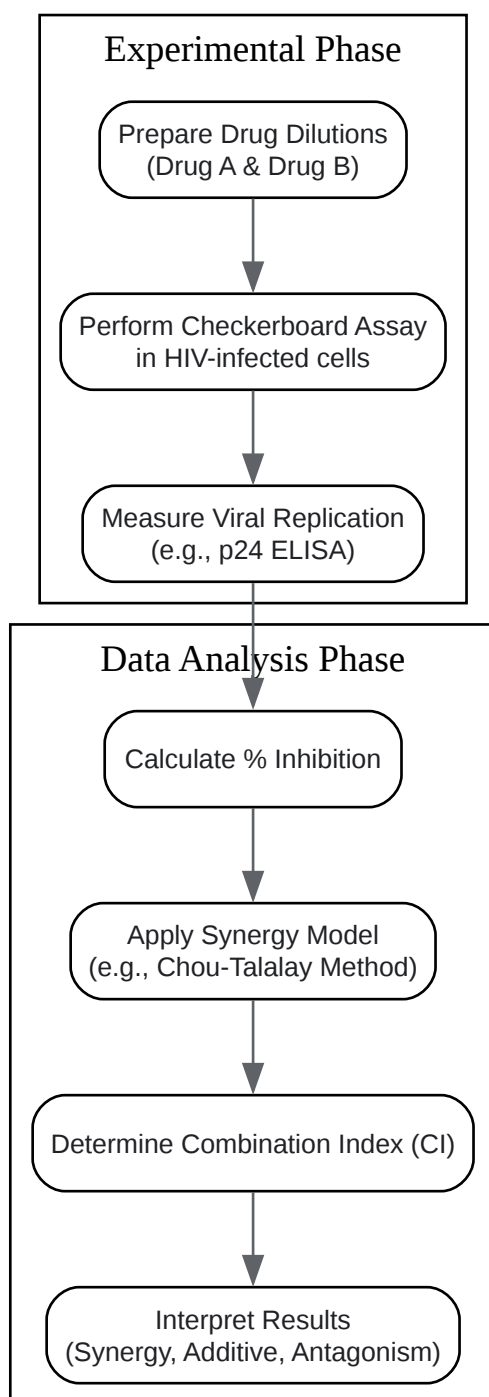 Experimental Phase
Prepare Drug Dilutions
(Drug A & Drug B)
Perform Checkerboard Assay
in HIV-infected cells
Measure Viral Replication
(e.g., p24 ELISA)
Data Analysis Phase
Calculate % Inhibition
Apply Synergy Model
(e.g., Chou-Talalay Method)
Determine Combination Index (CI)
Interpret Results
(Synergy, Additive, Antagonism)